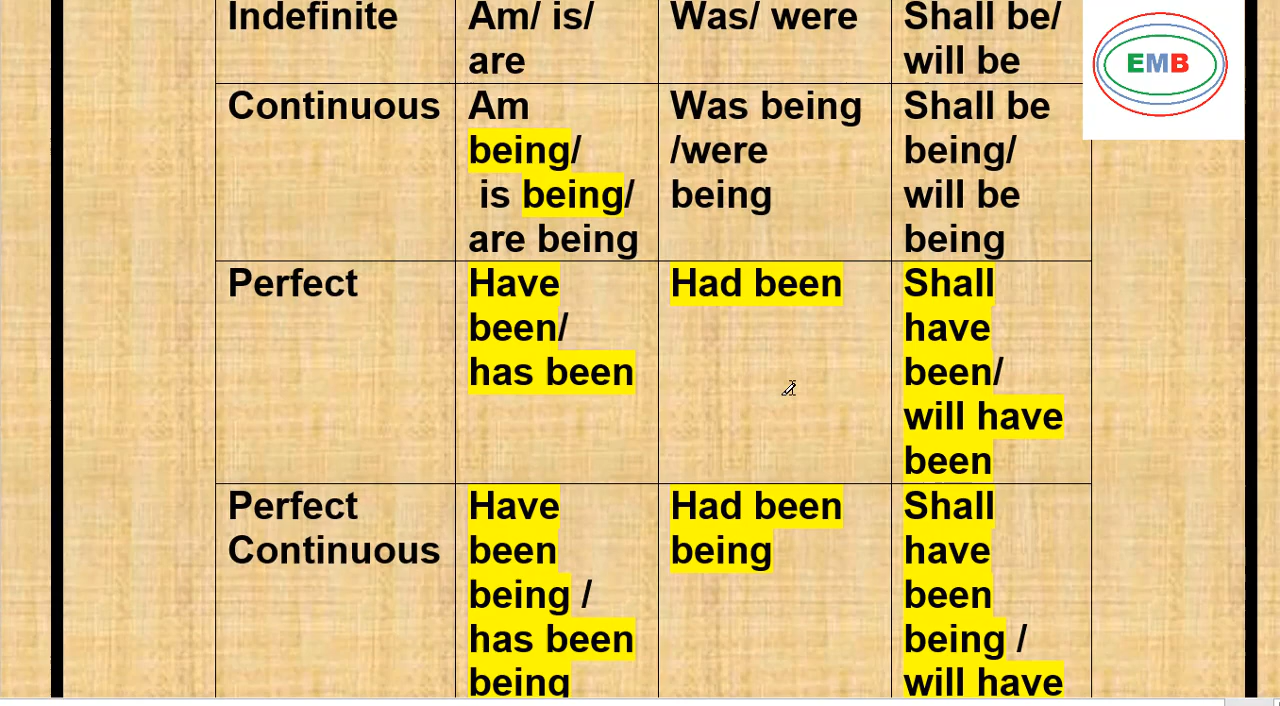 Indefinite
Am/ is/
are
Was/ were
Shall be/
will be
EMB
Continuous
Am
being/
is being/
are being
Was being
/were
being
Shall be
being/
will be
being
Perfect
Have
been/
has been
Had been
Shall
have
been/
will have
been
Perfect
Continuous
Have
been
being /
has been
being
Had been
being
Shall
have
been
being /
will have